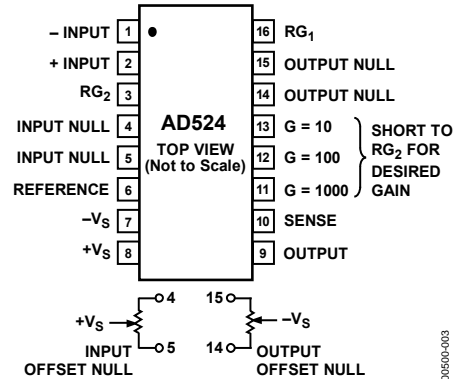 – INPUT 1 16 RG1
+ INPUT 2 15 OUTPUT NULL
RG2 3 14 OUTPUT NULL
INPUT NULL 4 AD524 13 G = 10
INPUT NULL 5 TOP VIEW (Not to Scale) 12 G = 100
REFERENCE 6 11 G = 1000
SHORT TO
RG2 FOR
DESIRED
GAIN
–VS 7 10 SENSE
+VS 8 9 OUTPUT
4 15
+VS –VS
5 14
INPUT
OFFSET NULL
OUTPUT
OFFSET NULL
00500-003